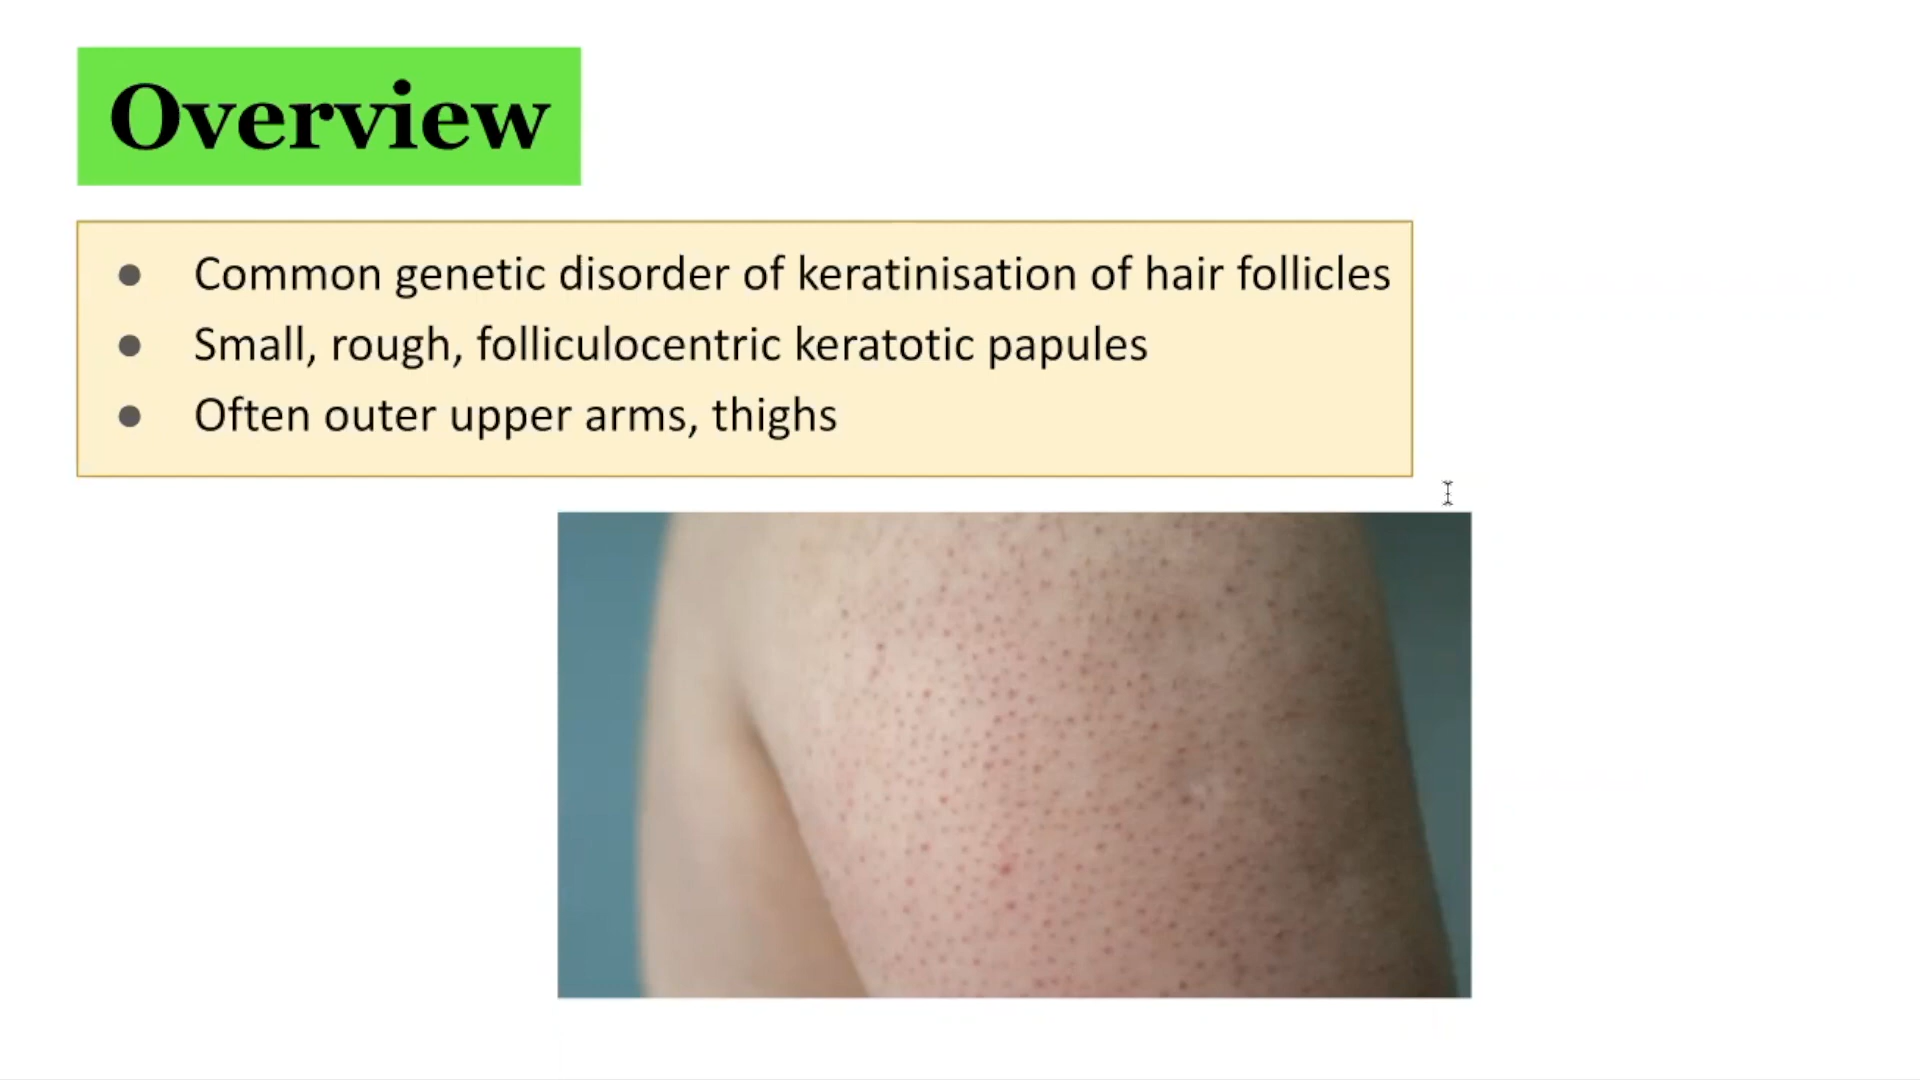 Overview
● Common genetic disorder of keratinisation of hair follicles
● Small, rough, folliculocentric keratotic papules
● Often outer upper arms, thighs